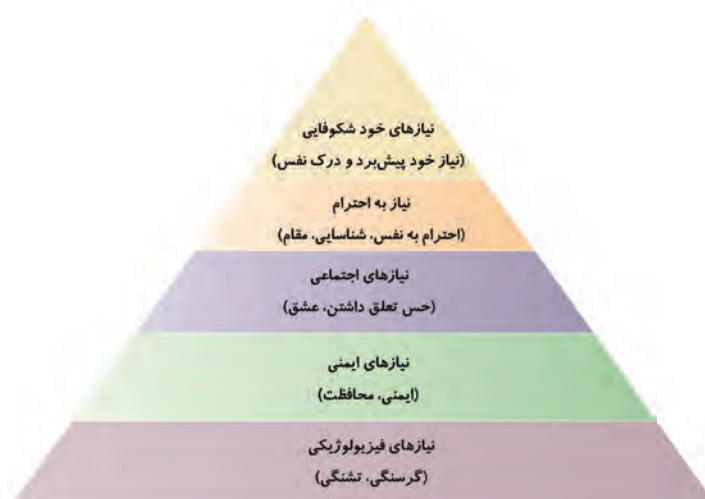 نیازهای خود شکوفایی
(نیاز خود پیش‌برد و درک نفس)
نیاز به احترام
(احترام به نفس، شناسایی، مقام)
نیازهای اجتماعی
(حس تعلق داشتن، عشق)
نیازهای ایمنی
(ایمنی، محافظت)
نیازهای فیزیولوژیکی
(گرسنگی، تشنگی)